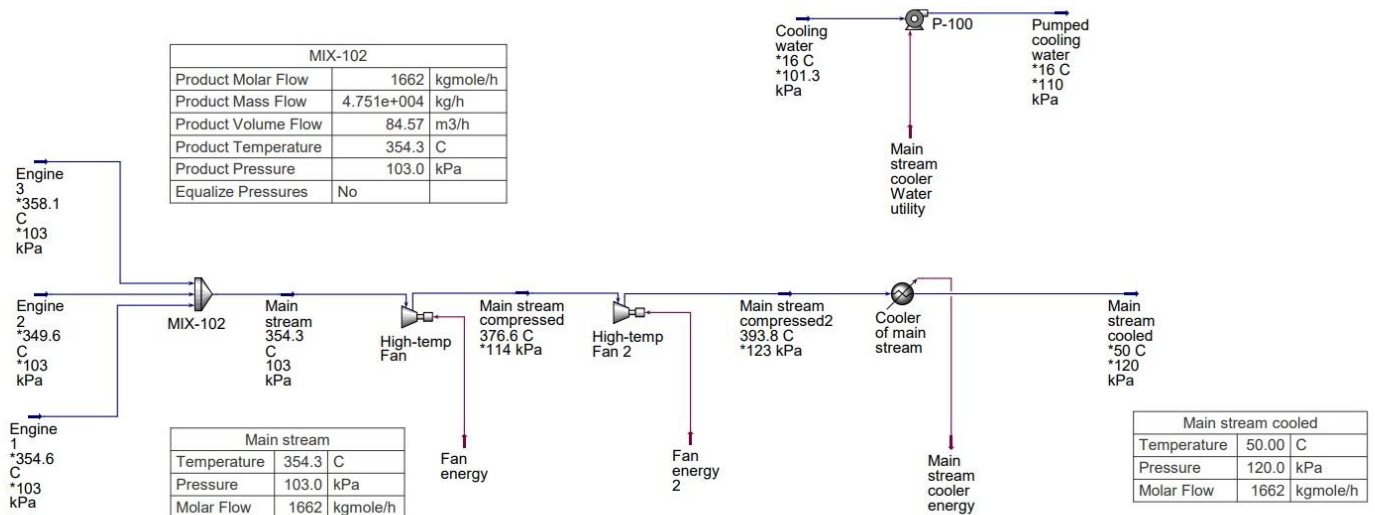 Cooling
water
*16 C
*101.3
kPa
P-100
Pumped
cooling
water
*16 C
*110
kPa
Main
stream
cooler
Water
utility
MIX-102
Product Molar Flow 1662 kgmole/h
Product Mass Flow 4.751e+004 kg/h
Product Volume Flow 84.57 m3/h
Product Temperature 354.3 C
Product Pressure 103.0 kPa
Equalize Pressures No
Engine
3
*358.1
C
*103
kPa
Engine
2
*349.6
C
*103
kPa
Engine
1
*354.6
C
*103
kPa
MIX-102
Main
stream
354.3
C
103
kPa
High-temp
Fan
Main stream
compressed
376.6 C
*114 kPa
High-temp
Fan 2
Main stream
compressed2
393.8 C
*123 kPa
Cooler
of main
stream
Main
stream
cooled
*50 C
*120
kPa
Main stream
Temperature 354.3 C
Pressure 103.0 kPa
Molar Flow 1662 kgmole/h
Fan
energy
Fan
energy
2
Main
stream
cooler
energy
Main stream cooled
Temperature 50.00 C
Pressure 120.0 kPa
Molar Flow 1662 kgmole/h